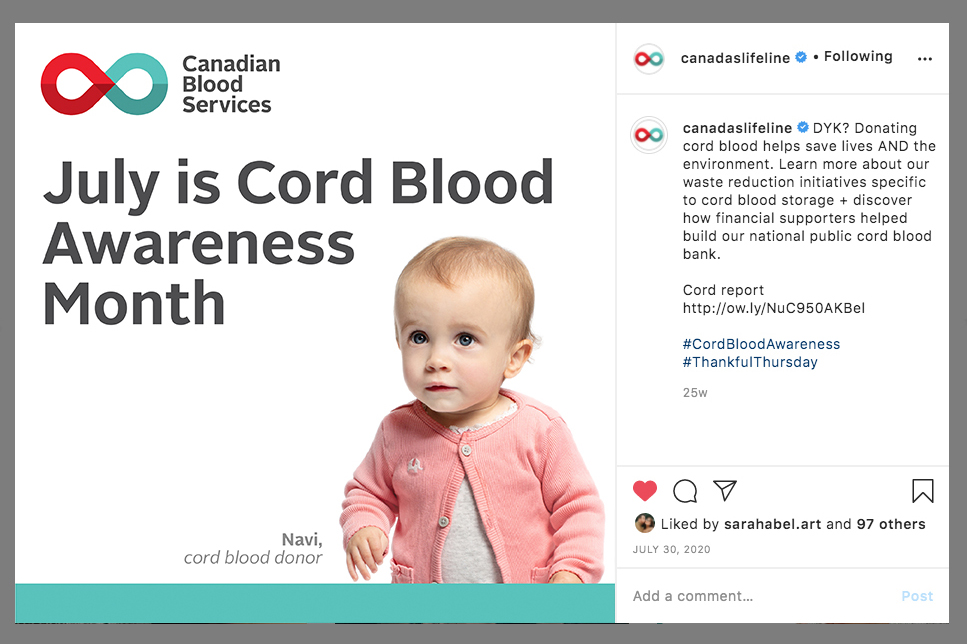 Canadian
Blood
Services
July is Cord Blood
Awareness
Month
Navi,
cord blood donor
canadaslifeline • Following
canadaslifeline DYK? Donating
cord blood helps save lives AND the
environment. Learn more about our
waste reduction initiatives specific
to cord blood storage + discover
how financial supporters helped
build our national public cord blood
bank.
Cord report
http://ow.ly/NuC950AKBel
#CordBloodAwareness
#ThankfulThursday
25w
Liked by sarahabel.art and 97 others
JULY 30, 2020
Add a comment...
Post